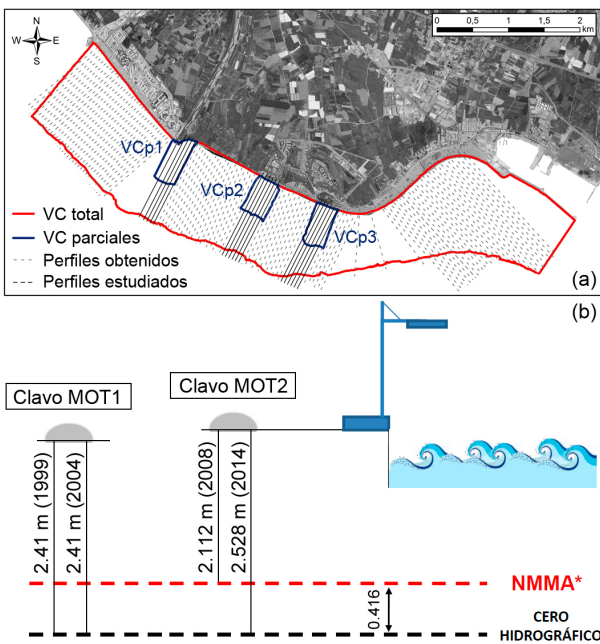 N
W E
S
0 0,5 1 1,5 2
km
VCp1
VCp2
VCp3
VC total
VC parciales
Perfiles obtenidos
Perfiles estudiados
(a)
(b)
Clavo MOT1
Clavo MOT2
2.41 m (1999)
2.41 m (2004)
2.112 m (2008)
2.528 m (2014)
NMMA*
0.416
CERO
HIDROGRÁFICO